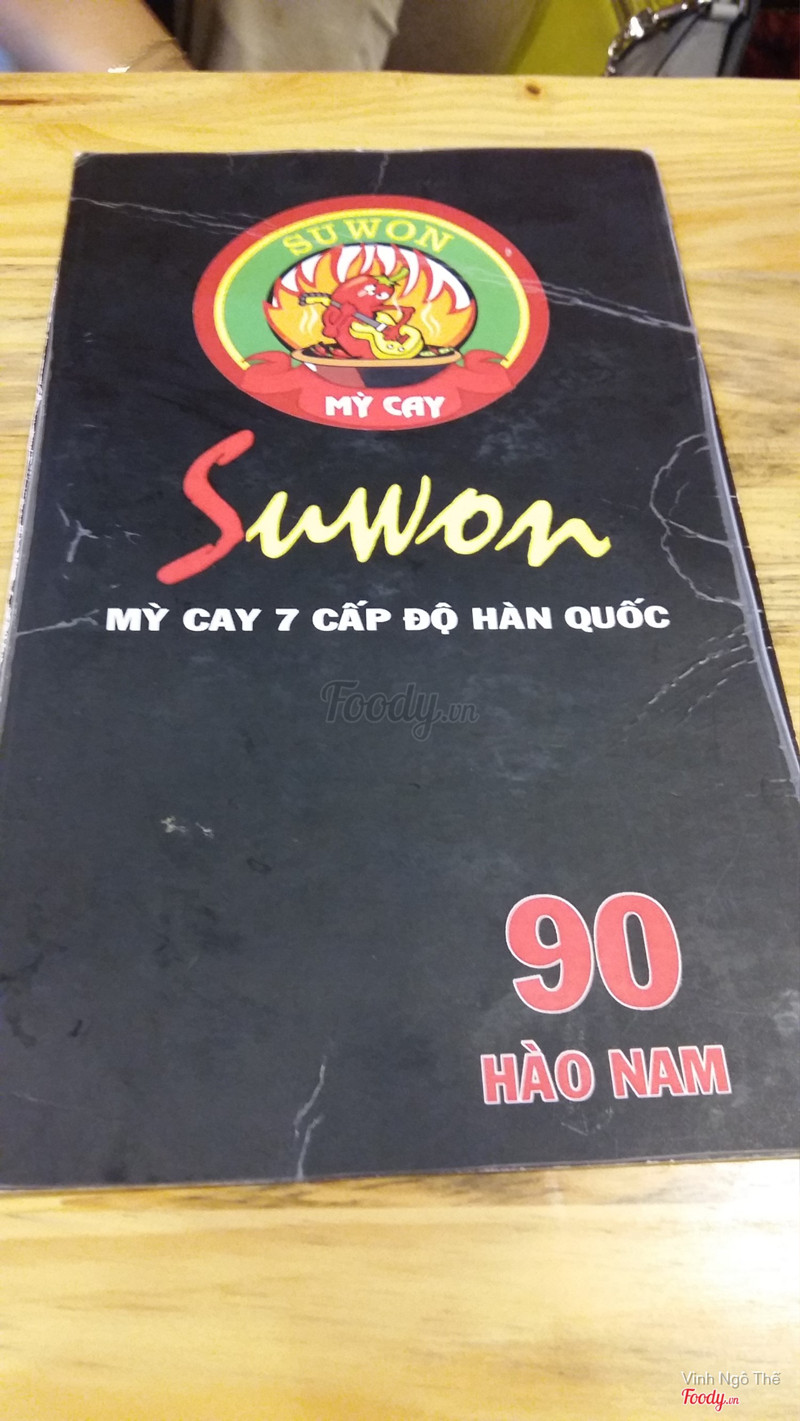 SUWON
MỲ CAY
Suwon
MỲ CAY 7 CẤP ĐỘ HÀN QUỐC
Foody.vn
90
HÀO NAM
Vinh Ngô Thế
Foody.vn